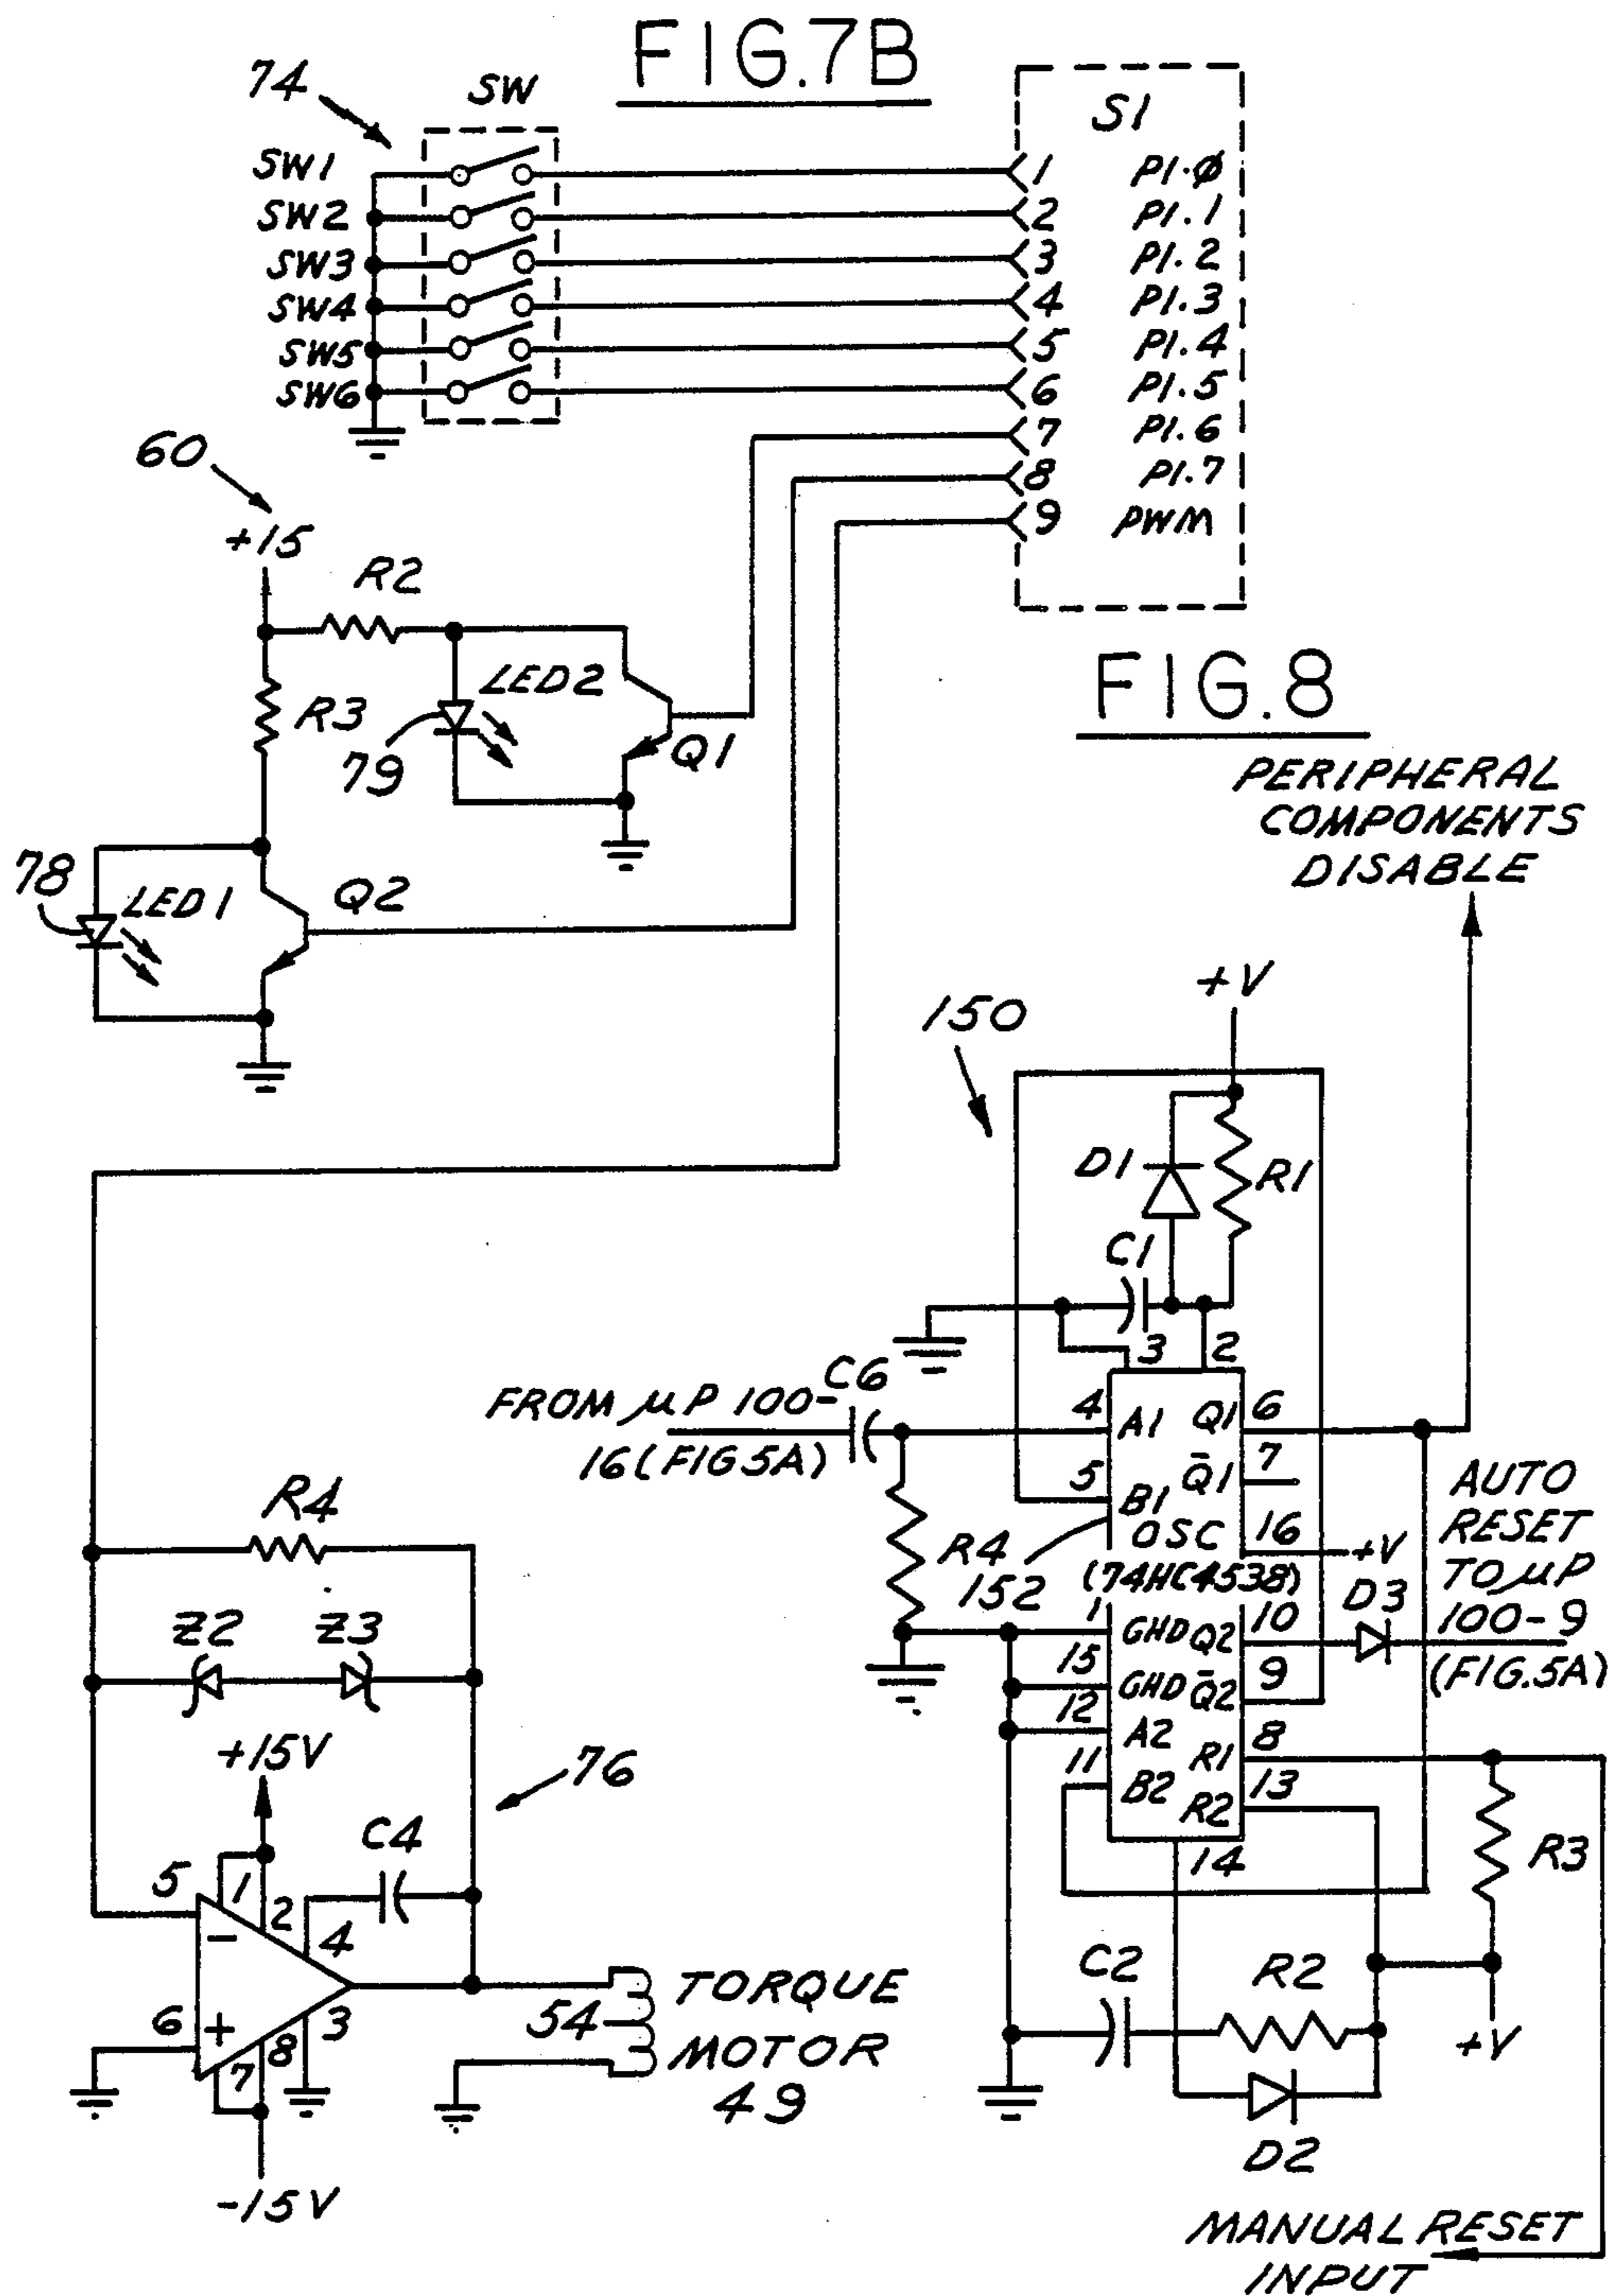 FIG.7B
74
SW
S1
SW1
SW2
SW3
SW4
SW5
SW6
1 P1.Ø
2 P1.1
3 P1.2
4 P1.3
5 P1.4
6 P1.5
7 P1.6
8 P1.7
9 PWM
60
+15
R2
R3
LED2
79
Q1
78
LED1
Q2
R4
Z2
Z3
+15V
76
C4
5
1
2
4
-
6
+
3
8
7
-15V
54
TORQUE
MOTOR
49
FIG.8
PERIPHERAL
COMPONENTS
DISABLE
+V
150
D1
R1
C1
3
2
C6
FROM µP 100-
16 (FIG5A)
4
A1
Q1
6
5
B1
Q̄1
7
OSC
16
+V
(74HC4538)
R4
152
AUTO
RESET
TO µP
100-9
(FIG.5A)
D3
1
GHD
Q2
10
15
GHD
Q̄2
9
12
A2
R1
8
11
B2
R2
13
14
R3
C2
R2
+V
D2
MANUAL RESET
INPUT